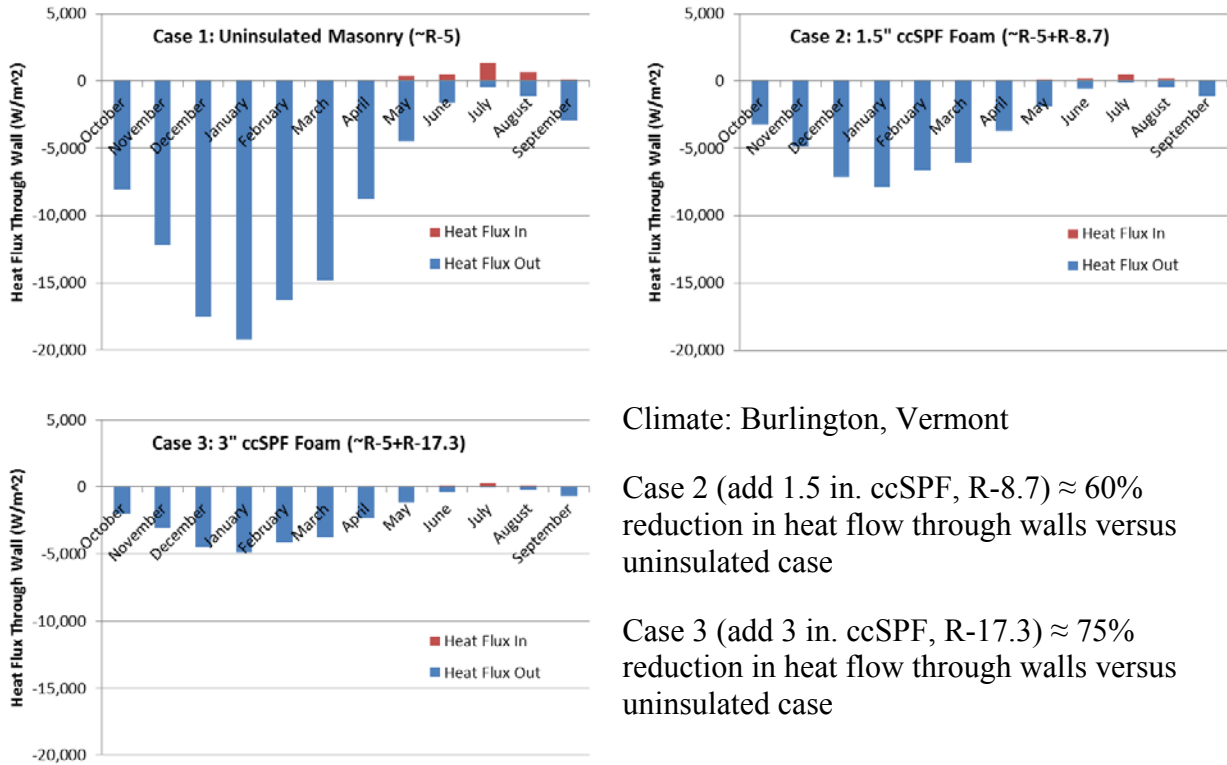 Case 1: Uninsulated Masonry (~R-5)
Heat Flux Through Wall (W/m^2)
5,000
0
-5,000
-10,000
-15,000
-20,000
October
November
December
January
February
March
April
May
June
July
August
September
Heat Flux In
Heat Flux Out
Case 2: 1.5" ccSPF Foam (~R-5+R-8.7)
Heat Flux Through Wall (W/m^2)
5,000
0
-5,000
-10,000
-15,000
-20,000
October
November
December
January
February
March
April
May
June
July
August
September
Heat Flux In
Heat Flux Out
Case 3: 3" ccSPF Foam (~R-5+R-17.3)
Heat Flux Through Wall (W/m^2)
5,000
0
-5,000
-10,000
-15,000
-20,000
October
November
December
January
February
March
April
May
June
July
August
September
Heat Flux In
Heat Flux Out
Climate: Burlington, Vermont
Case 2 (add 1.5 in. ccSPF, R-8.7) ≈ 60%
reduction in heat flow through walls versus
uninsulated case
Case 3 (add 3 in. ccSPF, R-17.3) ≈ 75%
reduction in heat flow through walls versus
uninsulated case